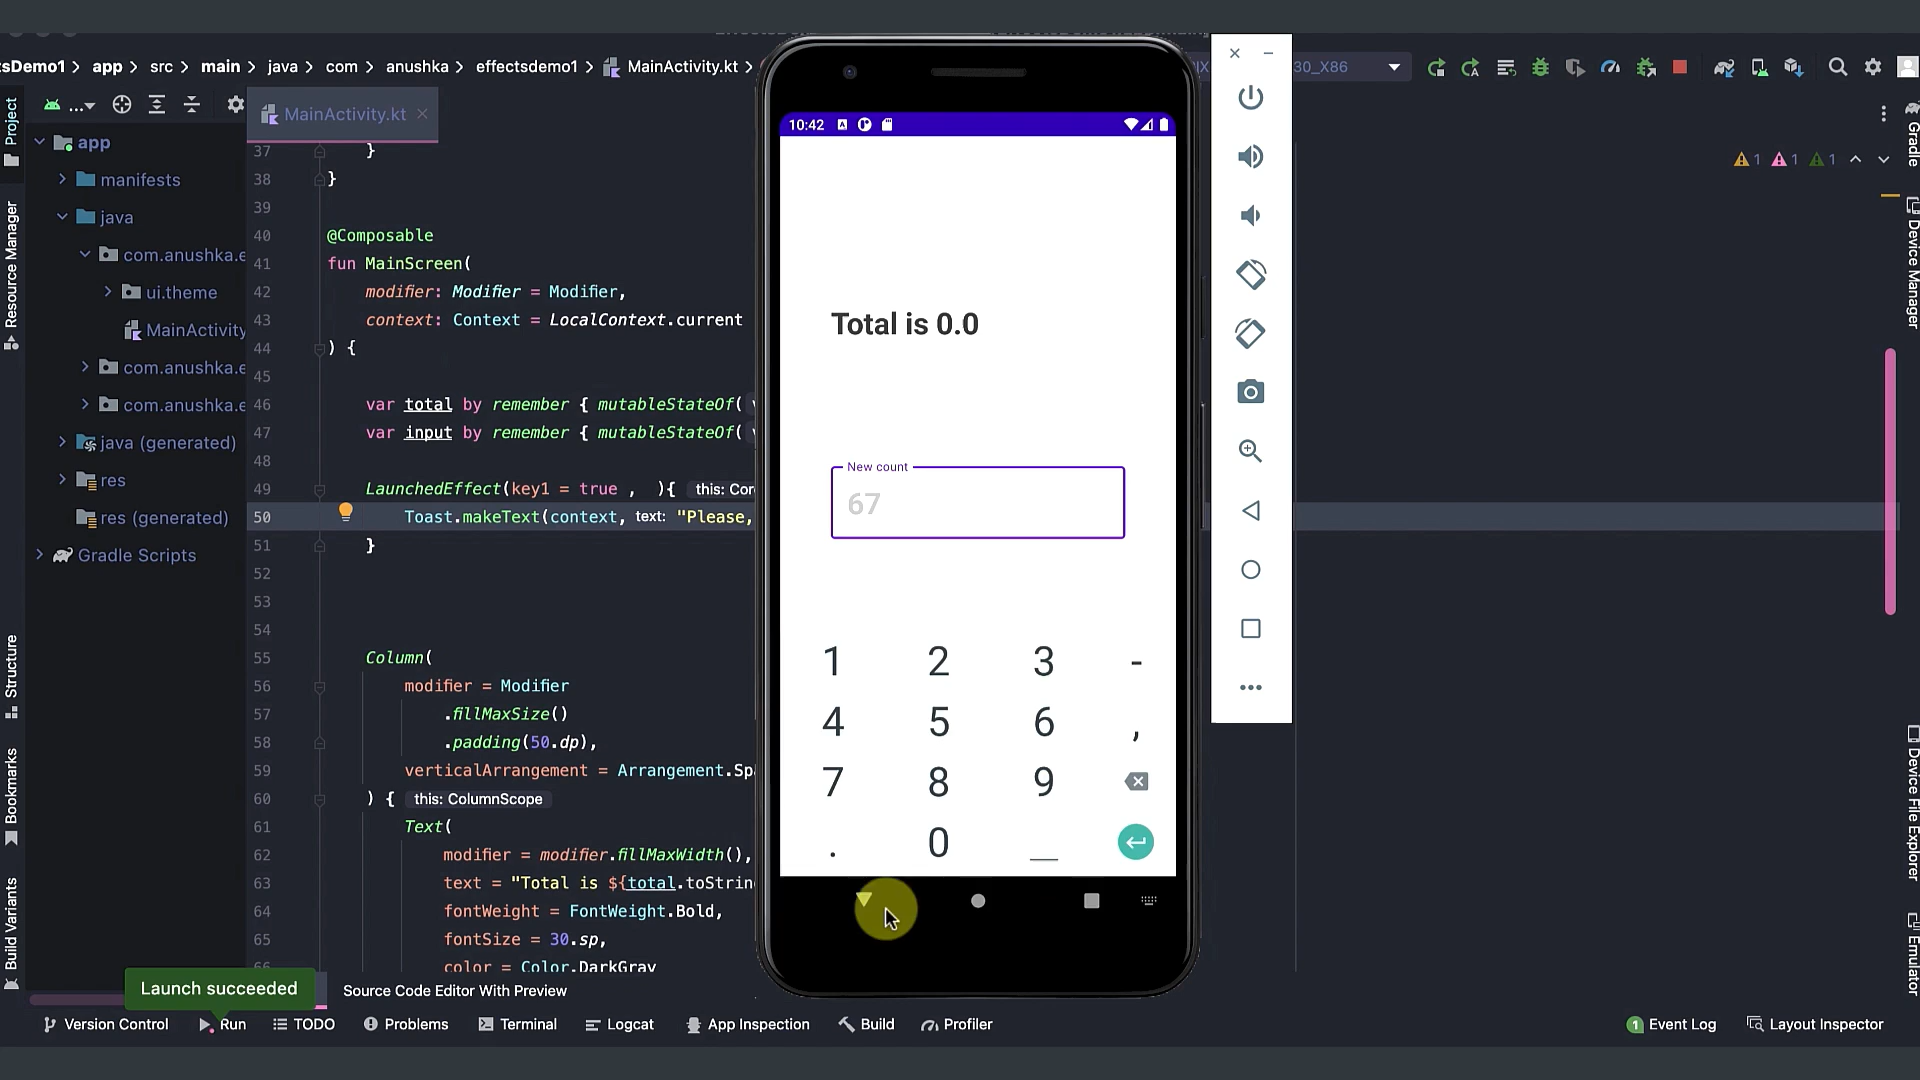 tsDemo1 > app > src > main > java > com > anushka > effectsdemo1 > MainActivity.kt >
30_X86
Project
...
MainActivity.kt
app
manifests
java
com.anushka.e
ui.theme
MainActivity
com.anushka.e
com.anushka.e
java (generated)
res
res (generated)
Gradle Scripts
Resource Manager
Structure
Bookmarks
Build Variants
37 }
38 }
39
40 @Composable
41 fun MainScreen(
42 modifier: Modifier = Modifier,
43 context: Context = LocalContext.current
44 ) {
45
46 var total by remember { mutableStateOf(
47 var input by remember { mutableStateOf(
48
49 LaunchedEffect(key1 = true , ){ this: Cor
50 Toast.makeText(context, text: "Please,
51 }
52
53
54
55 Column(
56 modifier = Modifier
57 .fillMaxSize()
58 .padding(50.dp),
59 verticalArrangement = Arrangement.Spa
60 ) { this: ColumnScope
61 Text(
62 modifier = modifier.fillMaxWidth(),
63 text = "Total is ${total.toString
64 fontWeight = FontWeight.Bold,
65 fontSize = 30.sp,
66 color = Color.DarkGray
10:42
Total is 0.0
New count
67
1 2 3 -
4 5 6 ,
7 8 9
. 0
1 1 1
Gradle
Device Manager
Device File Explorer
Emulator
Launch succeeded
Source Code Editor With Preview
Version Control Run TODO Problems Terminal Logcat App Inspection Build Profiler
1 Event Log Layout Inspector